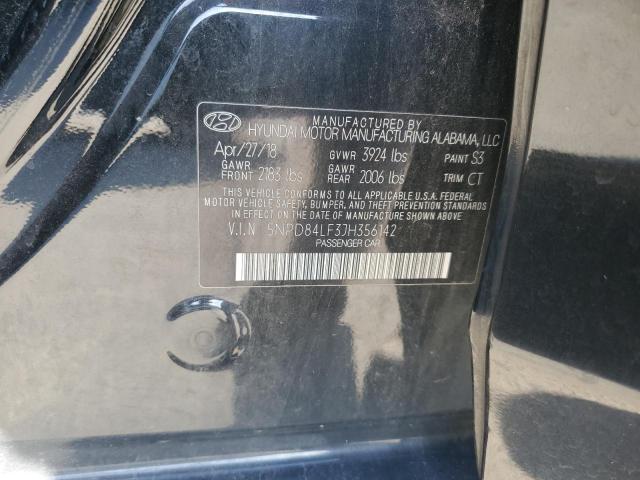 MANUFACTURED BY
HYUNDAI MOTOR MANUFACTURING ALABAMA, LLC
Apr/27/18 GVWR 3924 lbs PAINT S3
GAWR FRONT 2183 lbs GAWR REAR 2006 lbs TRIM CT
THIS VEHICLE CONFORMS TO ALL APPLICABLE U.S.A. FEDERAL
MOTOR VEHICLE SAFETY, BUMPER, AND THEFT PREVENTION STANDARDS
IN EFFECT ON THE DATE OF MANUFACTURE SHOWN ABOVE.
V.I.N 5NPD84LF3JH356142
PASSENGER CAR